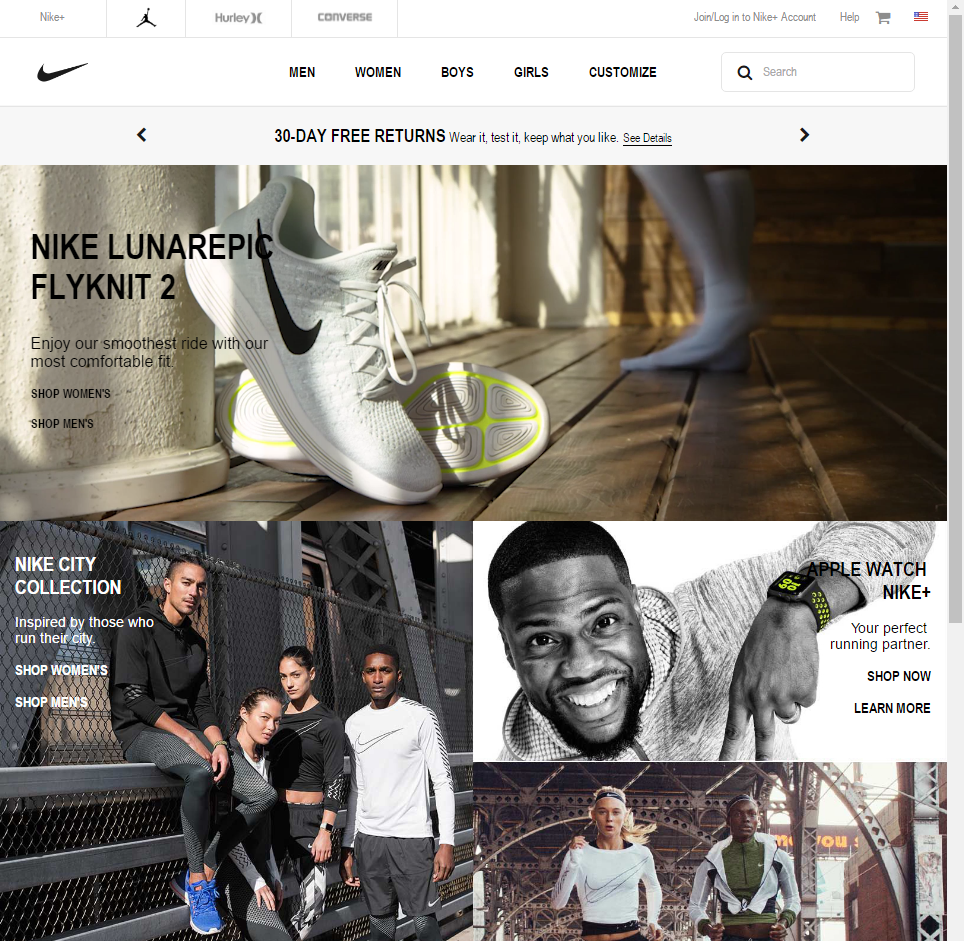 Nike+
Hurley
CONVERSE
Join/Log in to Nike+ Account
Help
MEN
WOMEN
BOYS
GIRLS
CUSTOMIZE
Search
30-DAY FREE RETURNS Wear it, test it, keep what you like. See Details
NIKE LUNAREPIC
FLYKNIT 2
Enjoy our smoothest ride with our
most comfortable fit.
SHOP WOMEN'S
SHOP MEN'S
NIKE CITY
COLLECTION
Inspired by those who
run their city.
SHOP WOMEN'S
SHOP MEN'S
APPLE WATCH
NIKE+
Your perfect
running partner.
SHOP NOW
LEARN MORE
you